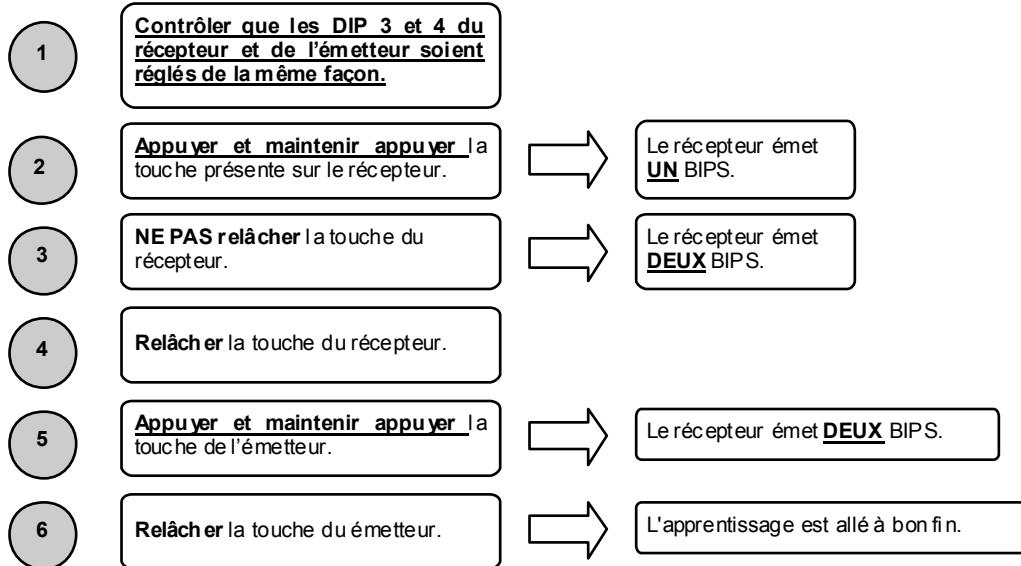 1
Contrôler que les DIP 3 et 4 du
récepteur et de l'émetteur soient
réglés de la même façon.
2
Appuyer et maintenir appuyer la
touche présente sur le récepteur.
Le récepteur émet
UN BIPS.
3
NE PAS relâcher la touche du
récepteur.
Le récepteur émet
DEUX BIPS.
4
Relâcher la touche du récepteur.
5
Appuyer et maintenir appuyer la
touche de l'émetteur.
Le récepteur émet DEUX BIPS.
6
Relâcher la touche du émetteur.
L'apprentissage est allé à bon fin.